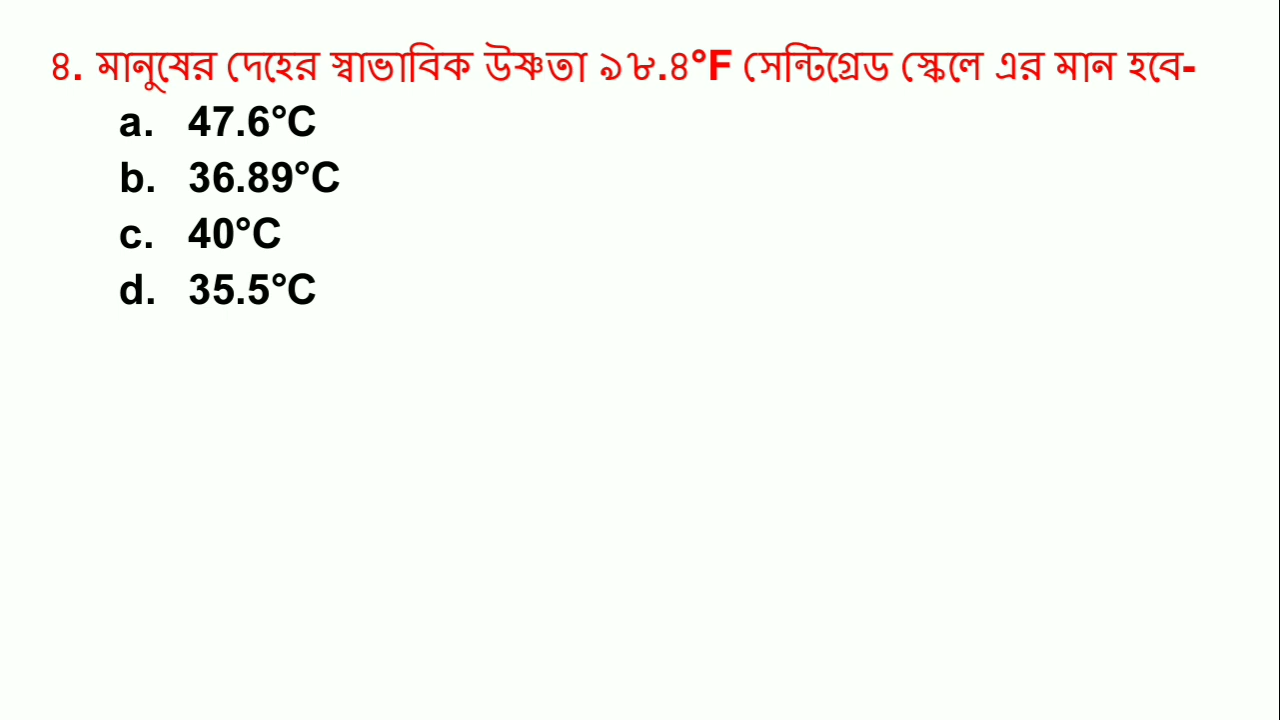 ৪. মানুষের দেহের স্বাভাবিক উষ্ণতা ৯৮.৪°F সেন্টিগ্রেড স্কেলে এর মান হবে-
a. 47.6°C
b. 36.89°C
c. 40°C
d. 35.5°C